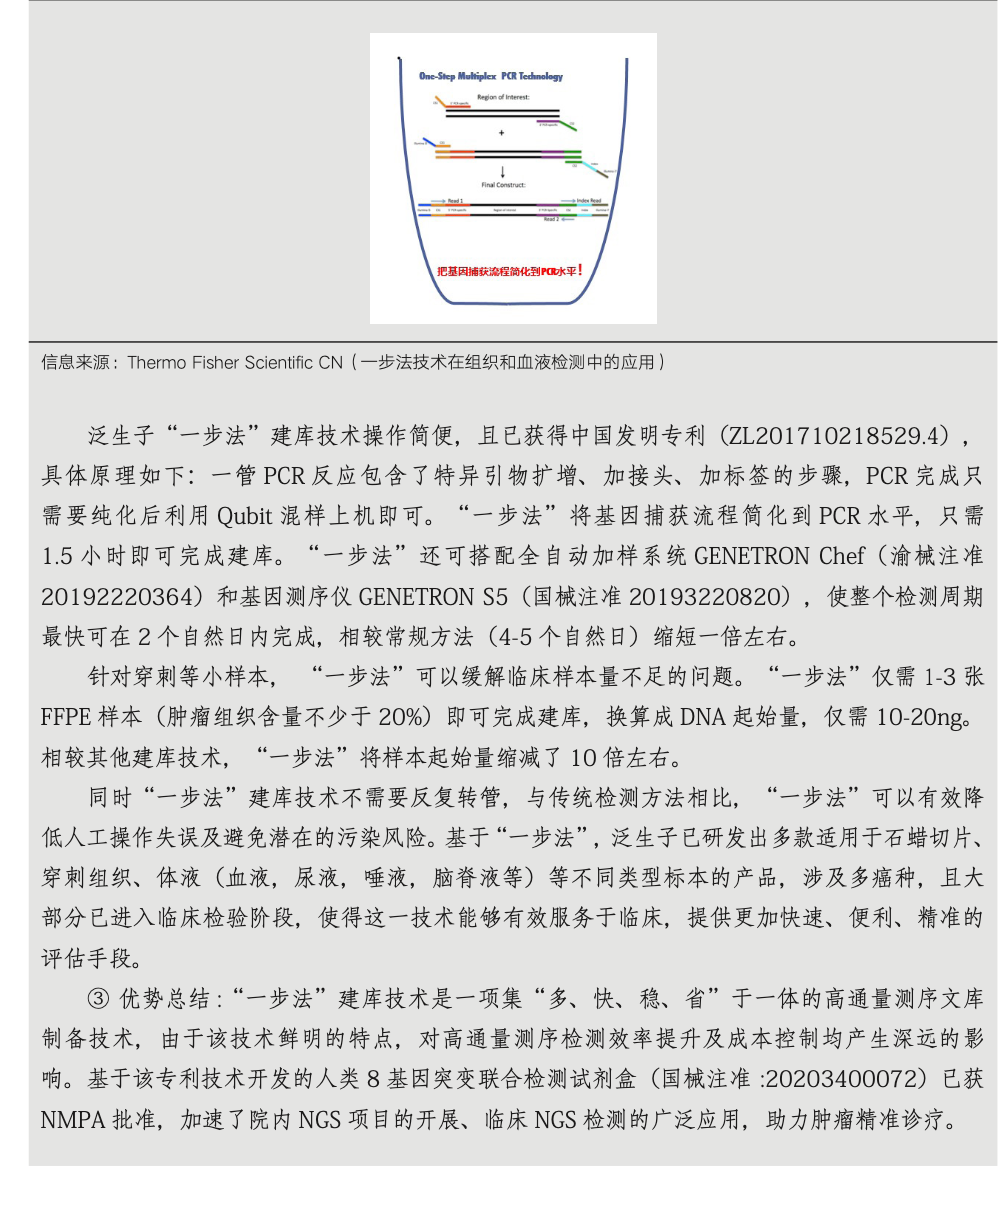 One-Step Multiplex PCR Technology
Region of Interest:
+
Final Construct:
Read 1
Index Read
Read 2
把基因捕获流程简化到PCR水平！
信息来源：Thermo Fisher Scientific CN（一步法技术在组织和血液检测中的应用）
泛生子“一步法”建库技术操作简便，且已获得中国发明专利（ZL201710218529.4），
具体原理如下：一管 PCR 反应包含了特异引物扩增、加接头、加标签的步骤，PCR 完成只
需要纯化后利用 Qubit 混样上机即可。“一步法”将基因捕获流程简化到 PCR 水平，只需
1.5 小时即可完成建库。“一步法”还可搭配全自动加样系统 GENETRON Chef（渝械注准
20192220364）和基因测序仪 GENETRON S5（国械注准 20193220820），使整个检测周期
最快可在 2 个自然日内完成，相较常规方法（4-5 个自然日）缩短一倍左右。
针对穿刺等小样本，“一步法”可以缓解临床样本量不足的问题。“一步法”仅需 1-3 张
FFPE 样本（肿瘤组织含量不少于 20%）即可完成建库，换算成 DNA 起始量，仅需 10-20ng。
相较其他建库技术，“一步法”将样本起始量缩减了 10 倍左右。
同时“一步法”建库技术不需要反复转管，与传统检测方法相比，“一步法”可以有效降
低人工操作失误及避免潜在的污染风险。基于“一步法”，泛生子已研发出多款适用于石蜡切片、
穿刺组织、体液（血液，尿液，唾液，脑脊液等）等不同类型标本的产品，涉及多癌种，且大
部分已进入临床检验阶段，使得这一技术能够有效服务于临床，提供更加快速、便利、精准的
评估手段。
③ 优势总结：“一步法”建库技术是一项集“多、快、稳、省”于一体的高通量测序文库
制备技术，由于该技术鲜明的特点，对高通量测序检测效率提升及成本控制均产生深远的影
响。基于该专利技术开发的人类 8 基因突变联合检测试剂盒（国械注准 :20203400072）已获
NMPA 批准，加速了院内 NGS 项目的开展、临床 NGS 检测的广泛应用，助力肿瘤精准诊疗。